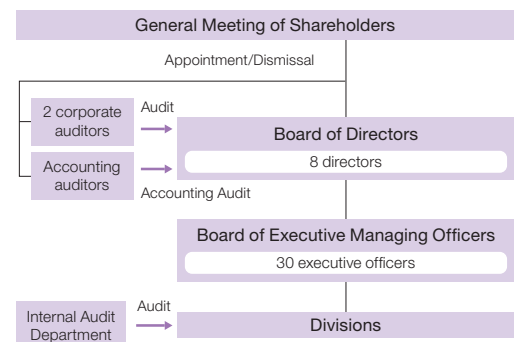 General Meeting of Shareholders
Appointment/Dismissal
2 corporate
auditors
Audit
Board of Directors
8 directors
Accounting
auditors
Accounting Audit
Board of Executive Managing Officers
30 executive officers
Internal Audit
Department
Audit
Divisions